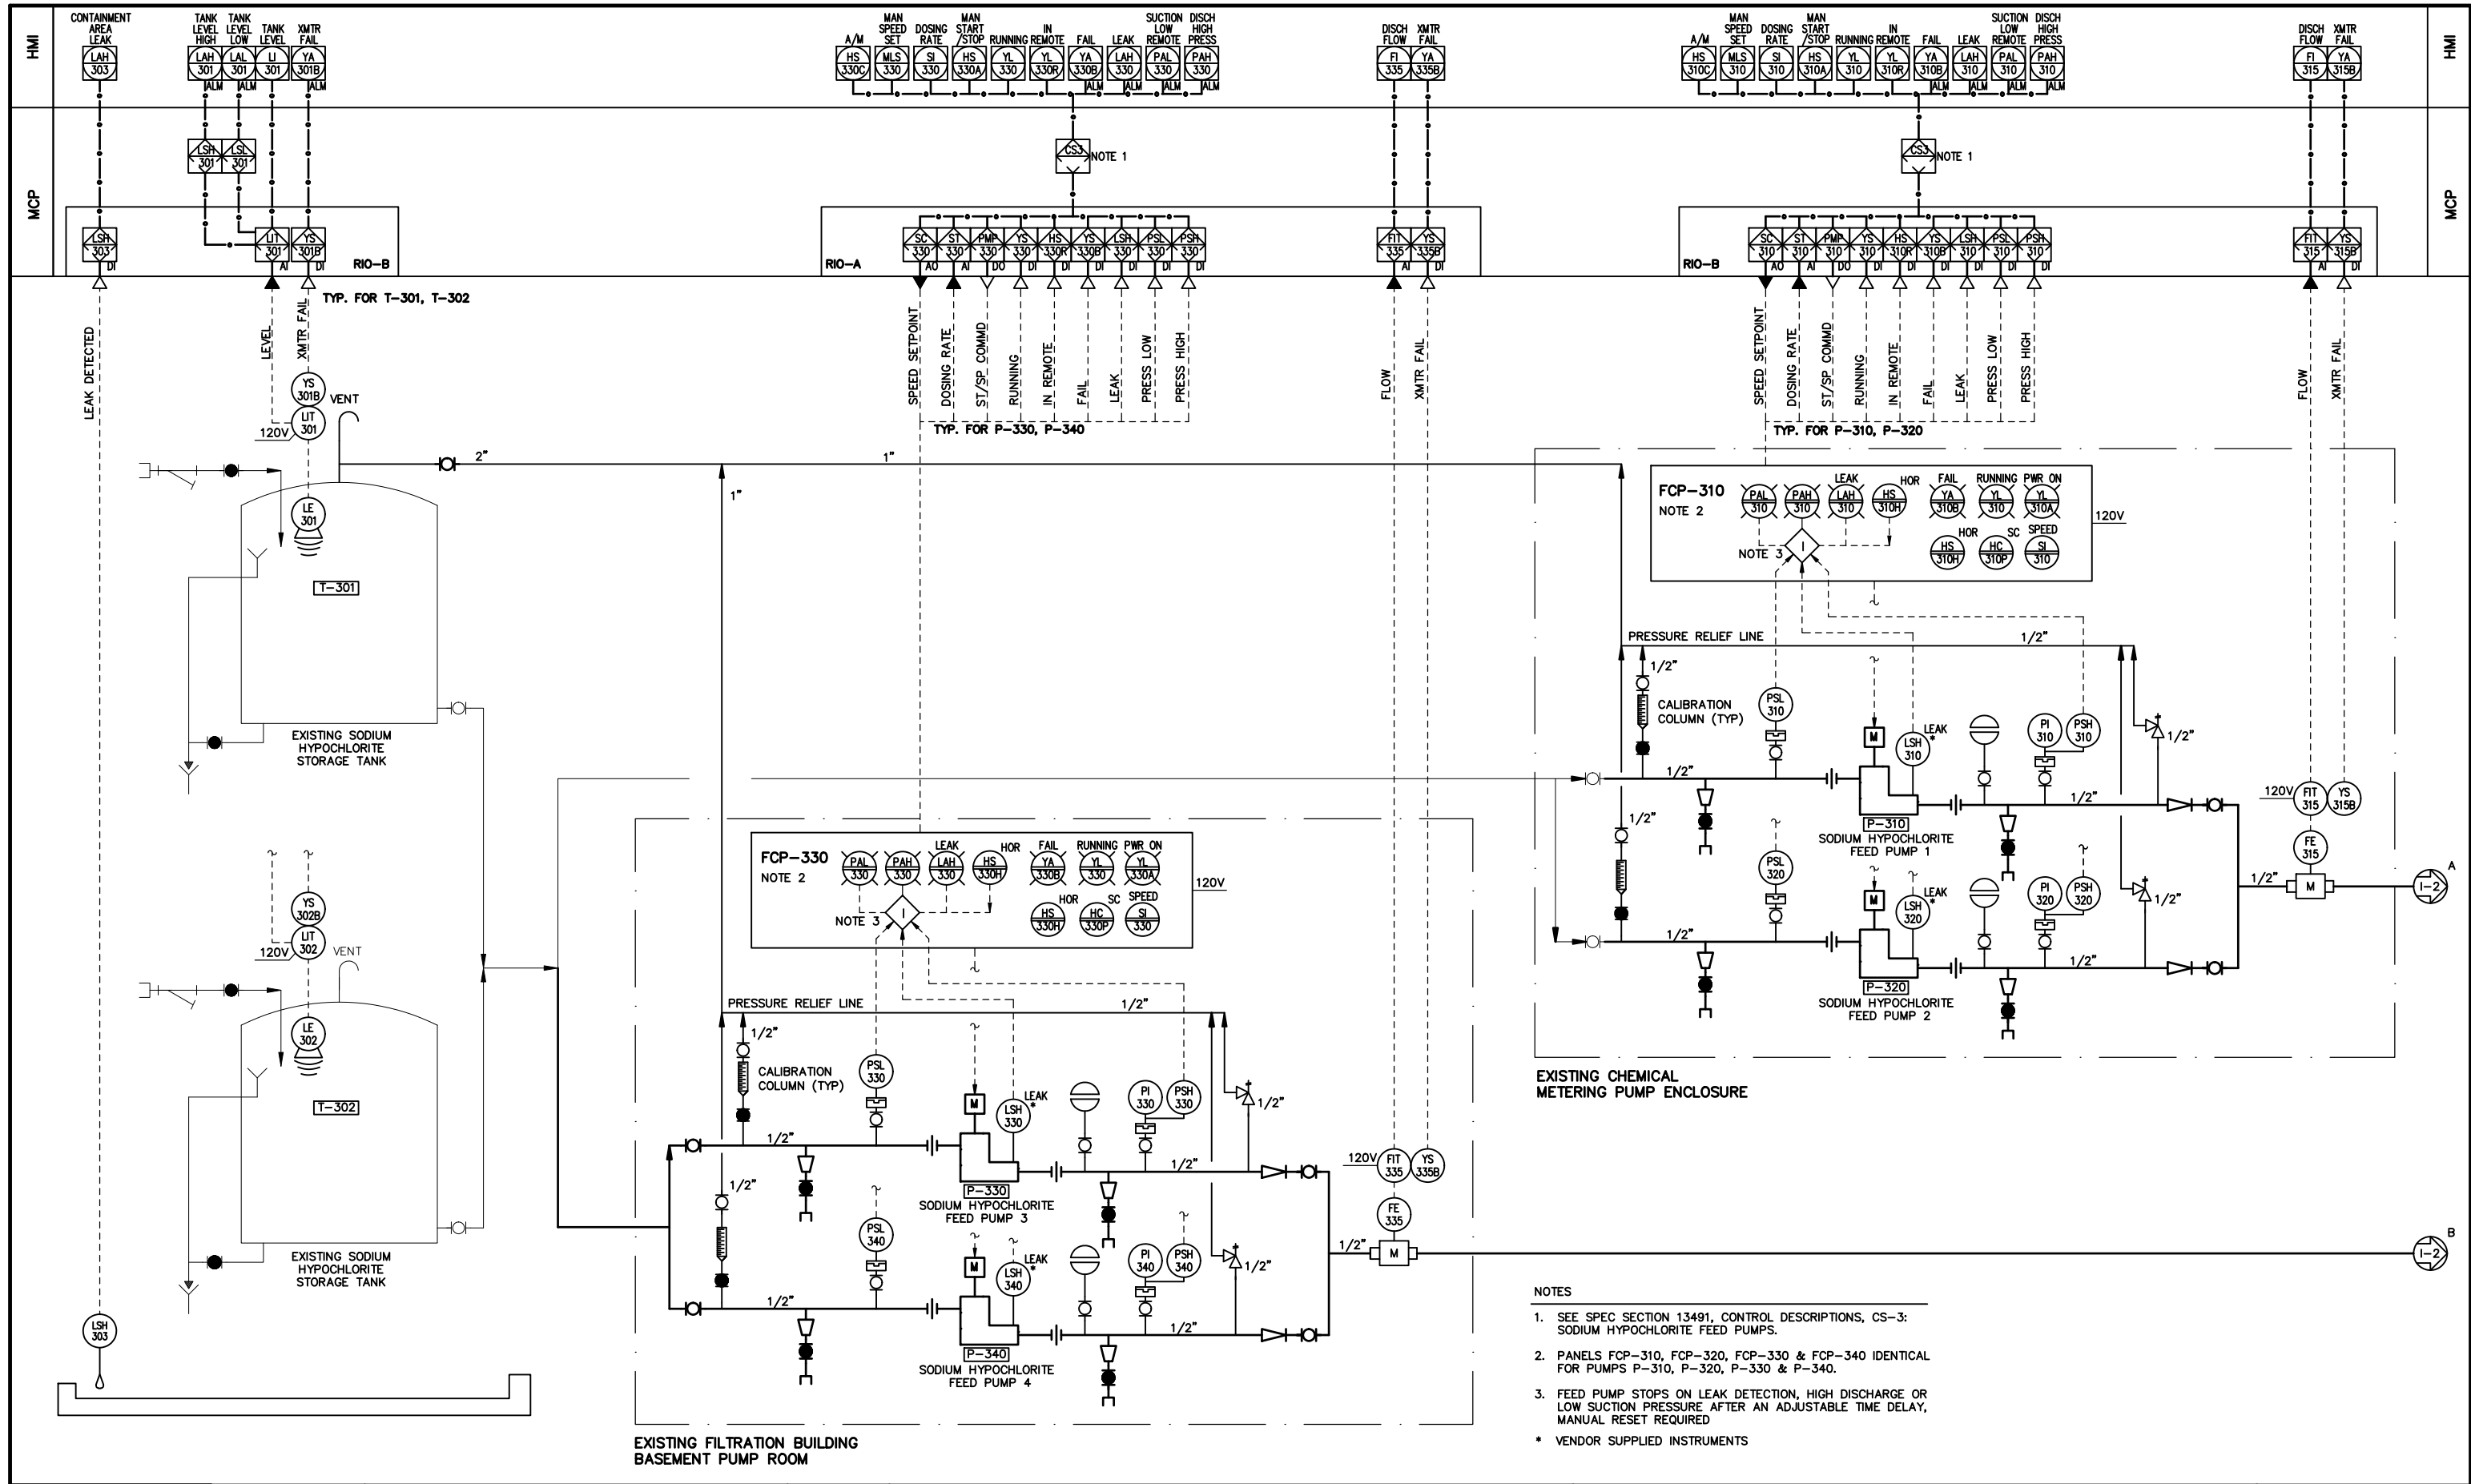 HMI
CONTAINMENT
AREA
LEAK
LAH
303
TANK
LEVEL
HIGH
LAH
301
ALM
TANK
LEVEL
LOW
LAL
301
ALM
TANK
LEVEL
LI
301
XMTR
FAIL
YA
301B
ALM
A/M
HS
330C
MAN
SPEED
SET
MLS
330
DOSING
RATE
SI
330
MAN
START
/STOP
HS
330A
RUNNING
YL
330
IN
REMOTE
YL
330R
FAIL
YA
330B
ALM
LEAK
LAH
330
ALM
SUCTION
LOW
REMOTE
PAL
330
ALM
DISCH
HIGH
PRESS
PAH
330
ALM
DISCH
FLOW
FI
335
XMTR
FAIL
YA
335B
ALM
A/M
HS
310C
MAN
SPEED
SET
MLS
310
DOSING
RATE
SI
310
MAN
START
/STOP
HS
310A
RUNNING
YL
310
IN
REMOTE
YL
310R
FAIL
YA
310B
ALM
LEAK
LAH
310
ALM
SUCTION
LOW
REMOTE
PAL
310
ALM
DISCH
HIGH
PRESS
PAH
310
ALM
DISCH
FLOW
FI
315
XMTR
FAIL
YA
315B
ALM
HMI
MCP
LSH
301
LSL
301
CS3
NOTE 1
CS3
NOTE 1
MCP
LSH
303
DI
LIT
301
AI
YS
301B
DI
RIO-B
RIO-A
SC
330
AO
ST
330
AI
PMP
330
DO
YS
330
DI
HS
330R
DI
YS
330B
DI
LSH
330
DI
PSL
330
DI
PSH
330
DI
FIT
335
AI
YS
335B
DI
RIO-B
SC
310
AO
ST
310
AI
PMP
310
DO
YS
310
DI
HS
310R
DI
YS
310B
DI
LSH
310
DI
PSL
310
DI
PSH
310
DI
FIT
315
AI
YS
315B
DI
TYP. FOR T-301, T-302
LEAK DETECTED
LEVEL
XMTR FAIL
SPEED SETPOINT
DOSING RATE
ST/SP COMMD
RUNNING
IN REMOTE
FAIL
LEAK
PRESS LOW
PRESS HIGH
FLOW
XMTR FAIL
SPEED SETPOINT
DOSING RATE
ST/SP COMMD
RUNNING
IN REMOTE
FAIL
LEAK
PRESS LOW
PRESS HIGH
FLOW
XMTR FAIL
TYP. FOR P-330, P-340
TYP. FOR P-310, P-320
YS
301B
LIT
301
120V
VENT
2"
1"
1"
LE
301
T-301
EXISTING SODIUM
HYPOCHLORITE
STORAGE TANK
YS
302B
LIT
302
120V
VENT
LE
302
T-302
EXISTING SODIUM
HYPOCHLORITE
STORAGE TANK
LSH
303
FCP-310
NOTE 2
PAL
310
PAH
310
LEAK
LAH
310
HOR
HS
310H
FAIL
YA
310B
RUNNING
YL
310
PWR ON
YL
310A
NOTE 3
I
HOR
HS
310H
SC
HC
310P
SPEED
SI
310
120V
PRESSURE RELIEF LINE
1/2"
1/2"
CALIBRATION
COLUMN (TYP)
PSL
310
M
LSH
310
LEAK
*
PI
310
PSH
310
1/2"
1/2"
1/2"
P-310
SODIUM HYPOCHLORITE
FEED PUMP 1
1/2"
PSL
320
M
LSH
320
LEAK
*
PI
320
PSH
320
1/2"
1/2"
1/2"
P-320
SODIUM HYPOCHLORITE
FEED PUMP 2
120V
FIT
315
YS
315B
FE
315
1/2"
M
I-2
A
EXISTING CHEMICAL
METERING PUMP ENCLOSURE
FCP-330
NOTE 2
PAL
330
PAH
330
LEAK
LAH
330
HOR
HS
330H
FAIL
YA
330B
RUNNING
YL
330
PWR ON
YL
330A
NOTE 3
I
HOR
HS
330H
SC
HC
330P
SPEED
SI
330
120V
PRESSURE RELIEF LINE
1/2"
1/2"
CALIBRATION
COLUMN (TYP)
PSL
330
M
LSH
330
LEAK
*
PI
330
PSH
330
1/2"
1/2"
1/2"
P-330
SODIUM HYPOCHLORITE
FEED PUMP 3
1/2"
PSL
340
M
LSH
340
LEAK
*
PI
340
PSH
340
1/2"
1/2"
1/2"
P-340
SODIUM HYPOCHLORITE
FEED PUMP 4
120V
FIT
335
YS
335B
FE
335
1/2"
M
I-2
B
EXISTING FILTRATION BUILDING
BASEMENT PUMP ROOM
NOTES
1. SEE SPEC SECTION 13491, CONTROL DESCRIPTIONS, CS-3:
SODIUM HYPOCHLORITE FEED PUMPS.
2. PANELS FCP-310, FCP-320, FCP-330 & FCP-340 IDENTICAL
FOR PUMPS P-310, P-320, P-330 & P-340.
3. FEED PUMP STOPS ON LEAK DETECTION, HIGH DISCHARGE OR
LOW SUCTION PRESSURE AFTER AN ADJUSTABLE TIME DELAY,
MANUAL RESET REQUIRED
* VENDOR SUPPLIED INSTRUMENTS